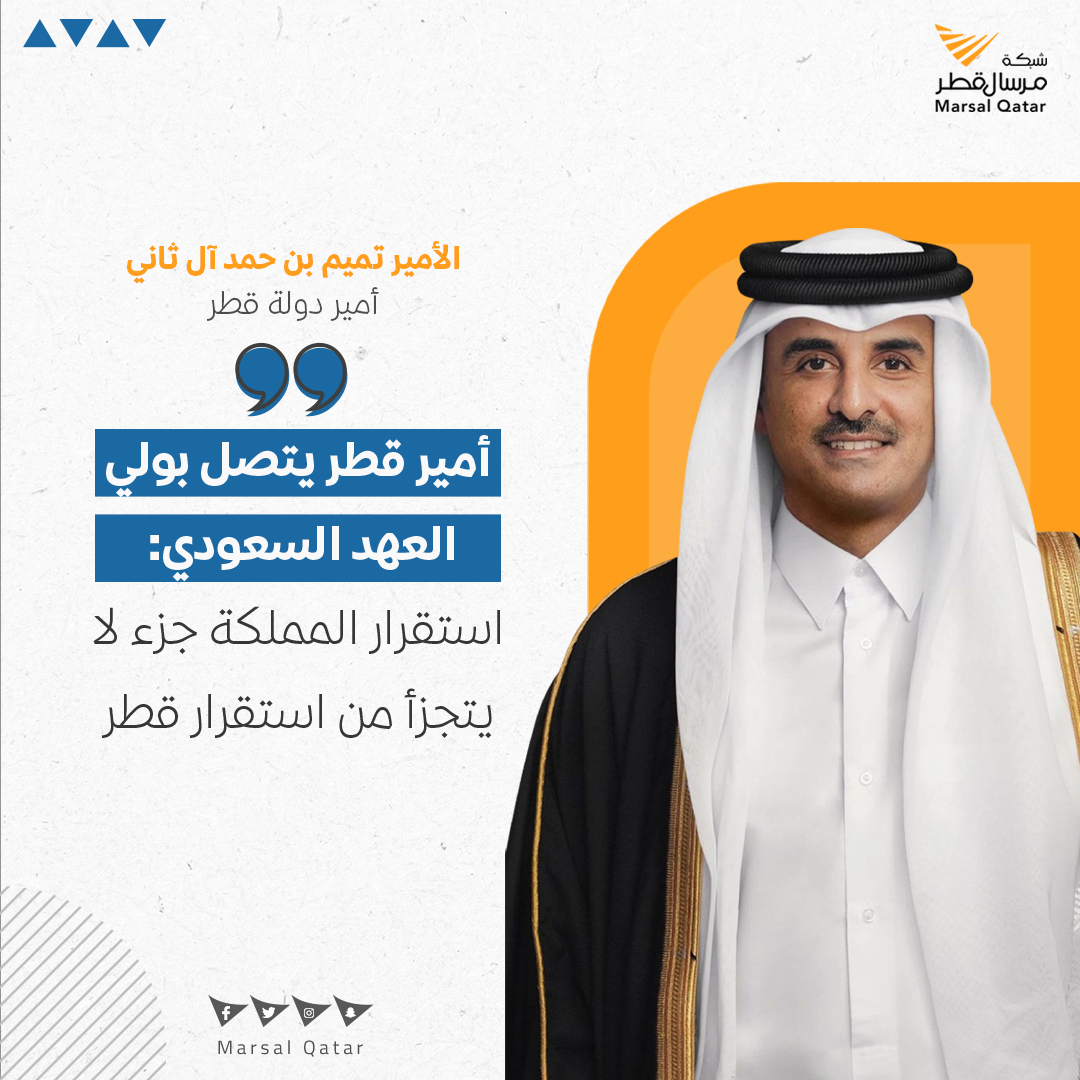 شبكة
مرسال قطر
Marsal Qatar
الأمير تميم بن حمد آل ثاني
أمير دولة قطر
أمير قطر يتصل بولي
العهد السعودي:
استقرار المملكة جزء لا
يتجزأ من استقرار قطر
Marsal Qatar